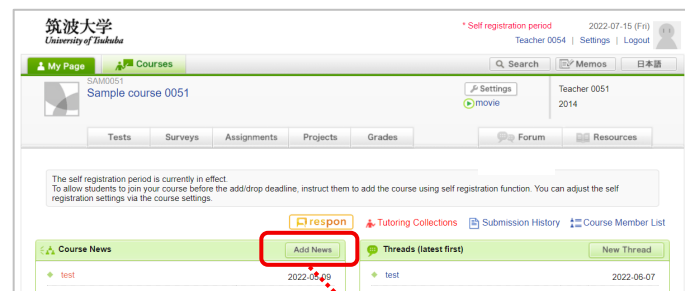 筑波大学
University of Tsukuba
* Self registration period 2022-07-15 (Fri)
Teacher 0054 | Settings | Logout
My Page Courses Search Memos 日本語
SAM0051
Sample course 0051
Settings
movie
Teacher 0051
2014
Tests Surveys Assignments Projects Grades Forum Resources
The self registration period is currently in effect.
To allow students to join your course before the add/drop deadline, instruct them to add the course using self registration function. You can adjust the self
registration settings via the course settings.
respon Tutoring Collections Submission History Course Member List
Course News Add News Threads (latest first) New Thread
test 2022-05-09 test 2022-06-07